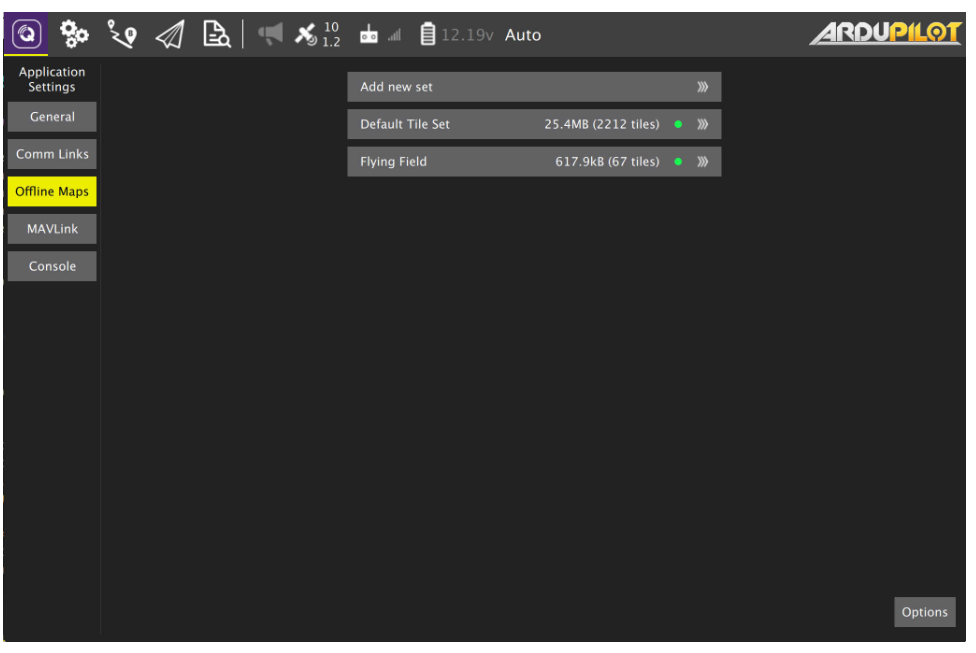 10
1.2
12.19v Auto
ARDUPILOT
Application
Settings
General
Comm Links
Offline Maps
MAVLink
Console
Add new set
Default Tile Set 25.4MB (2212 tiles)
Flying Field 617.9kB (67 tiles)
Options